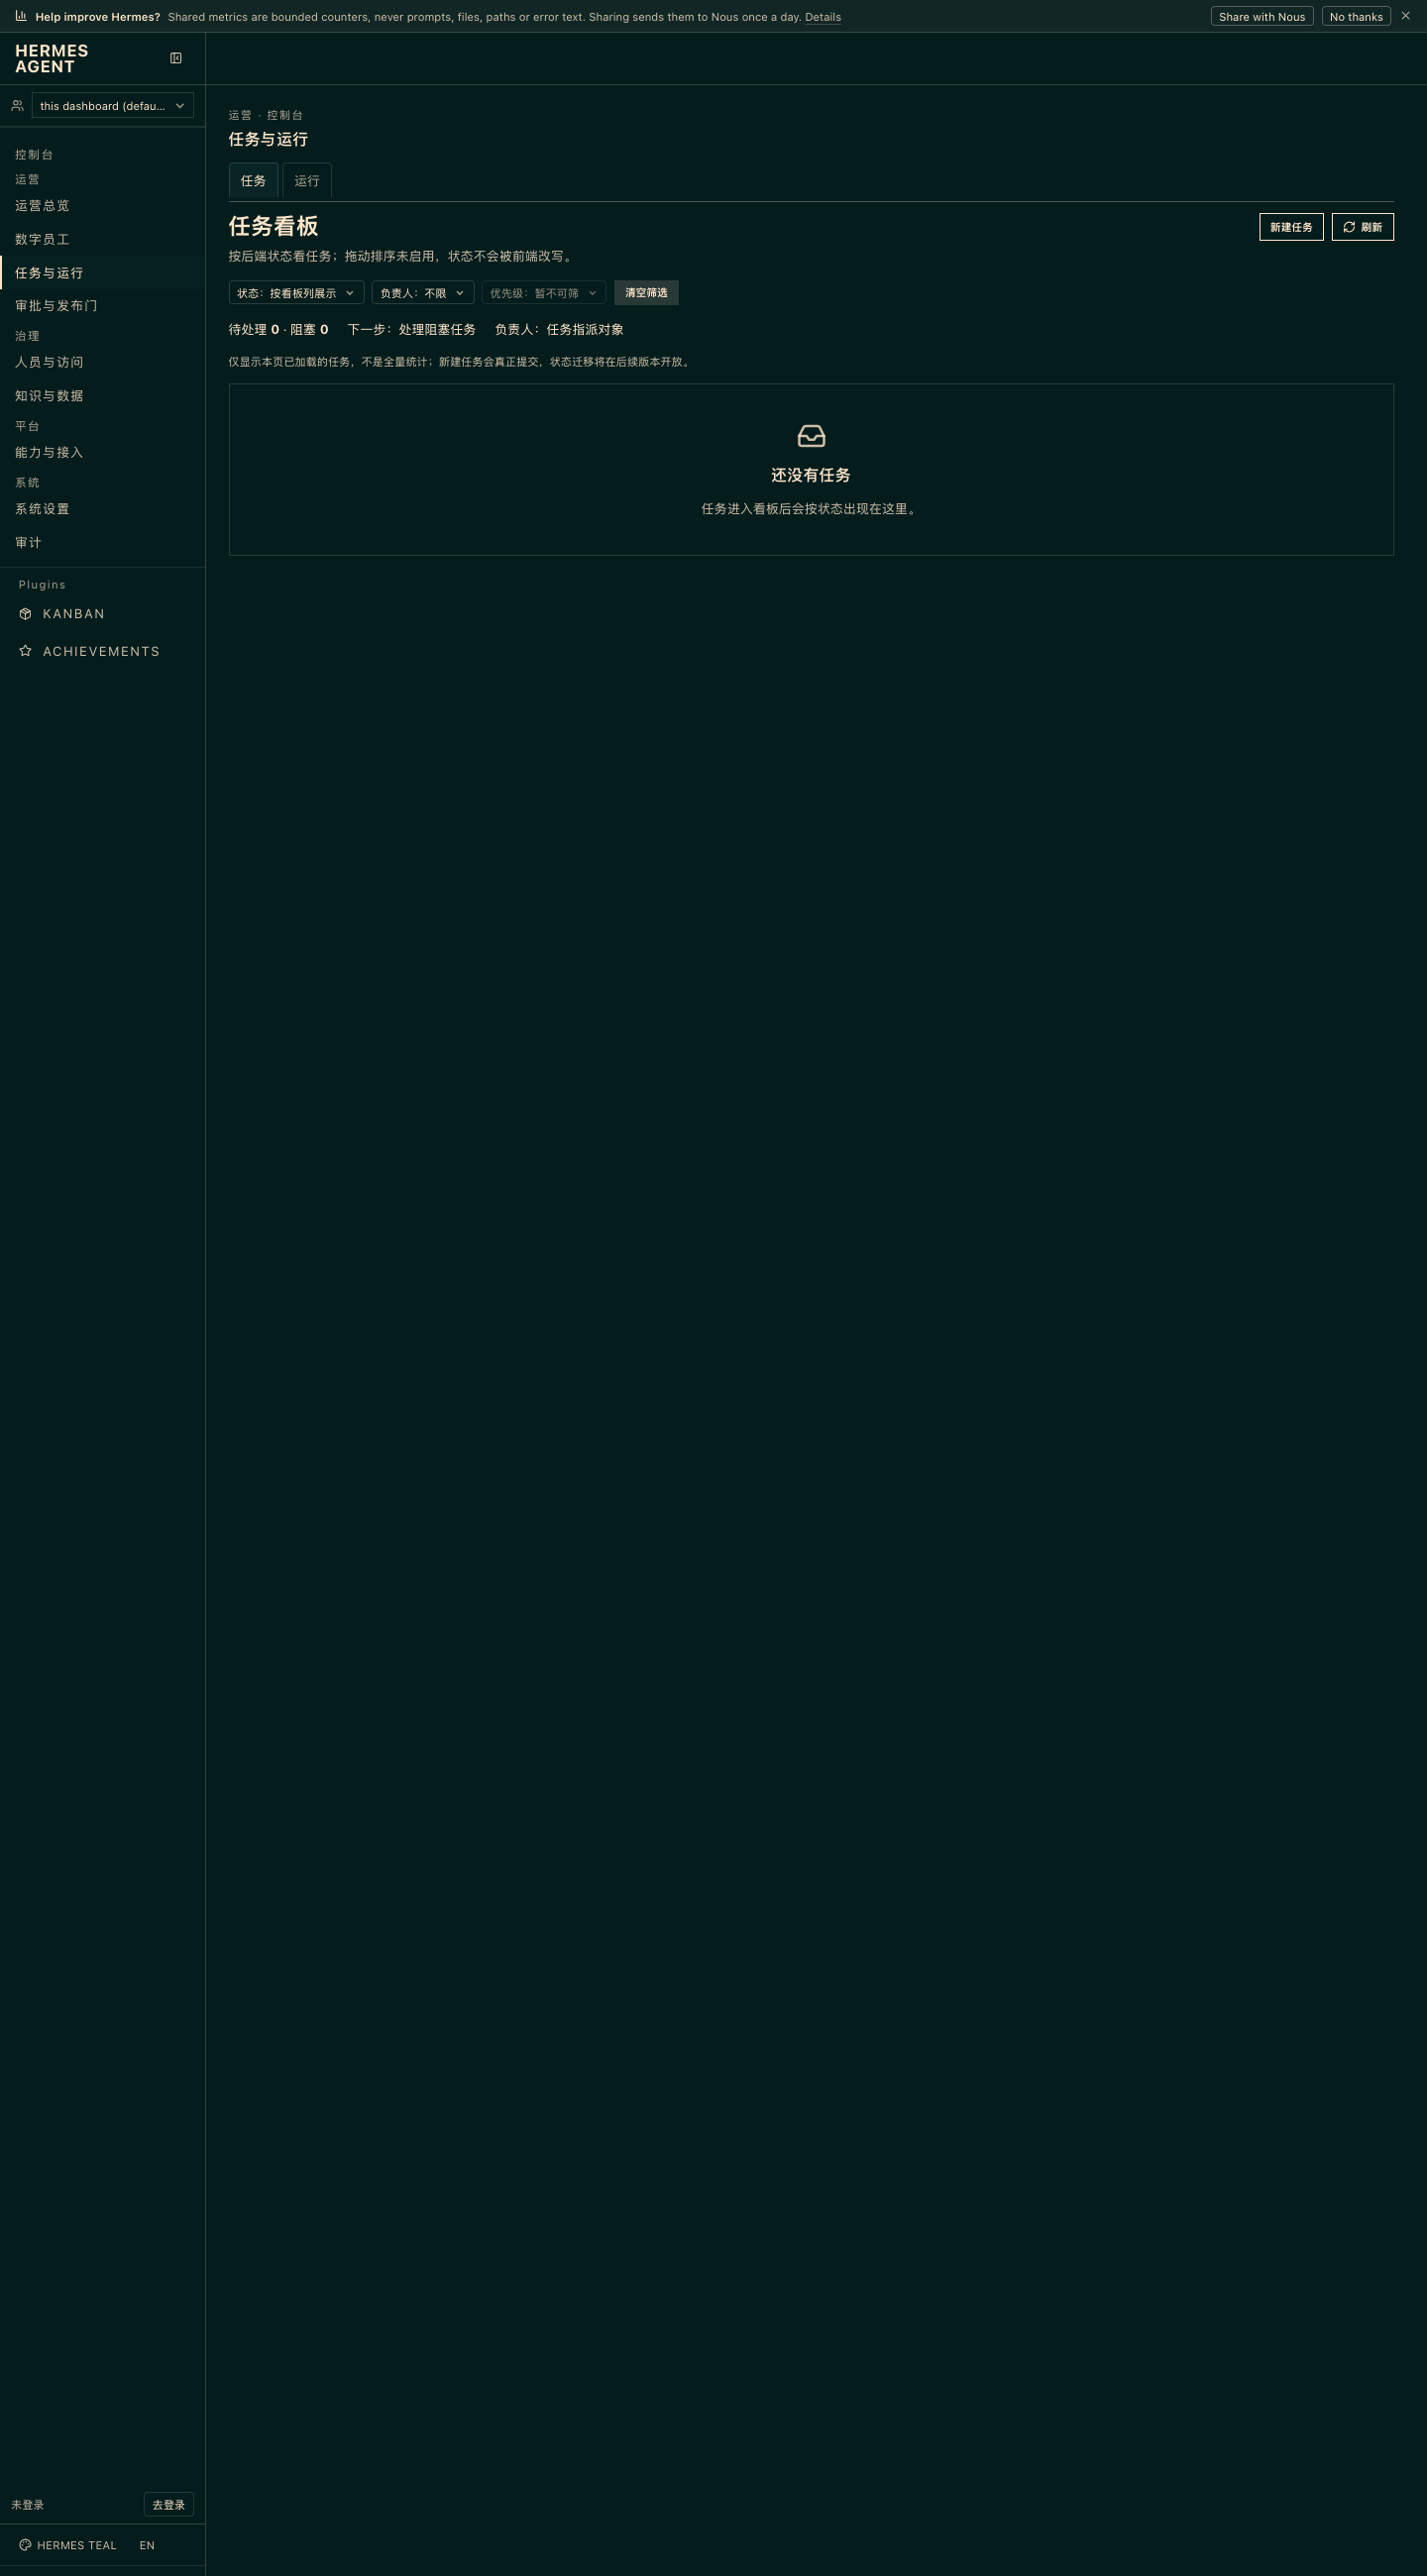 Help improve Hermes? Shared metrics are bounded counters, never prompts, files, paths or error text. Sharing sends them to Nous once a day. Details
Share with Nous
No thanks
HERMES
AGENT
this dashboard (defau...
控制台
运营
运营总览
数字员工
任务与运行
审批与发布门
治理
人员与访问
知识与数据
平台
能力与接入
系统
系统设置
审计
Plugins
KANBAN
ACHIEVEMENTS
未登录
去登录
HERMES TEAL
EN
运营 · 控制台
任务与运行
任务
运行
任务看板
新建任务
刷新
按后端状态看任务；拖动排序未启用，状态不会被前端改写。
状态：按看板列展示
负责人：不限
优先级：暂不可筛
清空筛选
待处理 0 · 阻塞 0 下一步：处理阻塞任务 负责人：任务指派对象
仅显示本页已加载的任务，不是全量统计；新建任务会真正提交，状态迁移将在后续版本开放。
还没有任务
任务进入看板后会按状态出现在这里。